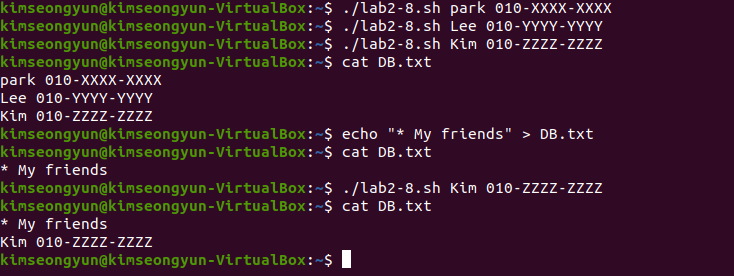 kimseongyun@kimseongyun-VirtualBox:~$ ./lab2-8.sh park 010-XXXX-XXXX
kimseongyun@kimseongyun-VirtualBox:~$ ./lab2-8.sh Lee 010-YYYY-YYYY
kimseongyun@kimseongyun-VirtualBox:~$ ./lab2-8.sh Kim 010-ZZZZ-ZZZZ
kimseongyun@kimseongyun-VirtualBox:~$ cat DB.txt
park 010-XXXX-XXXX
Lee 010-YYYY-YYYY
Kim 010-ZZZZ-ZZZZ
kimseongyun@kimseongyun-VirtualBox:~$ echo "* My friends" > DB.txt
kimseongyun@kimseongyun-VirtualBox:~$ cat DB.txt
* My friends
kimseongyun@kimseongyun-VirtualBox:~$ ./lab2-8.sh Kim 010-ZZZZ-ZZZZ
kimseongyun@kimseongyun-VirtualBox:~$ cat DB.txt
* My friends
Kim 010-ZZZZ-ZZZZ
kimseongyun@kimseongyun-VirtualBox:~$